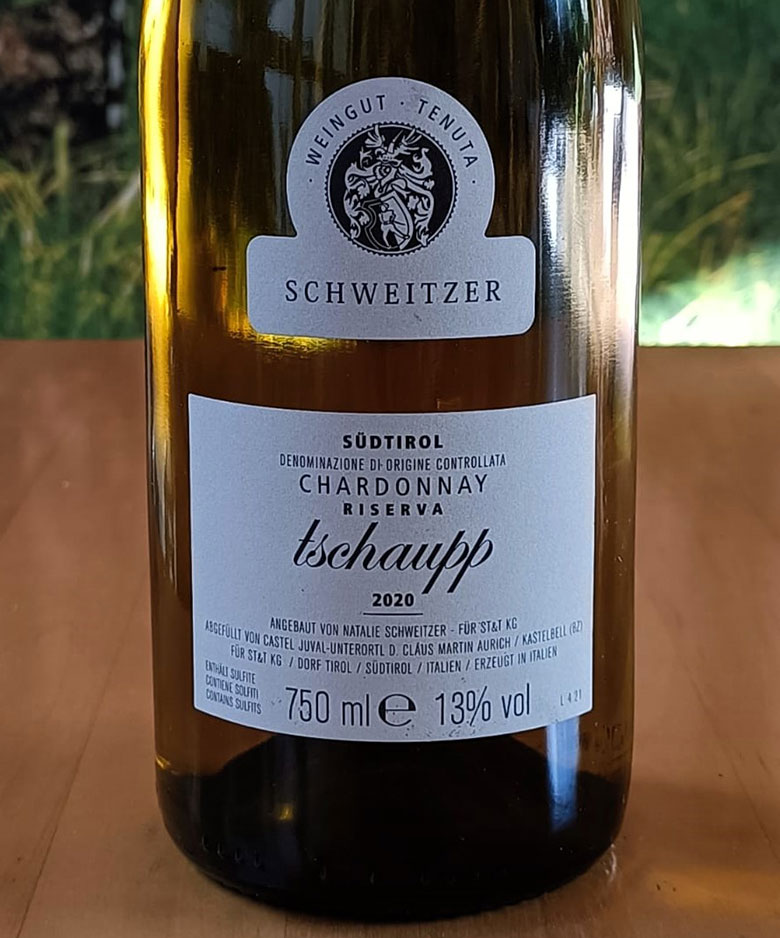 WEINGUT · TENUTA
SCHWEITZER
SÜDTIROL
DENOMINAZIONE DI ORIGINE CONTROLLATA
CHARDONNAY
RISERVA
tschaupp
2020
ANGEBAUT VON NATALIE SCHWEITZER - FÜR ST&T KG
ABGEFÜLLT VON CASTEL JUVAL-UNTERORTL D. CLÁUS MARTIN AURICH / KASTELBELL (BZ)
FÜR ST&T KG / DORF TIROL / SÜDTIROL / ITALIEN / ERZEUGT IN ITALIEN
ENTHÄLT SULFITE
CONTIENE SOLFITI
CONTAINS SULFITS
750 ml e 13% vol
L 4 21